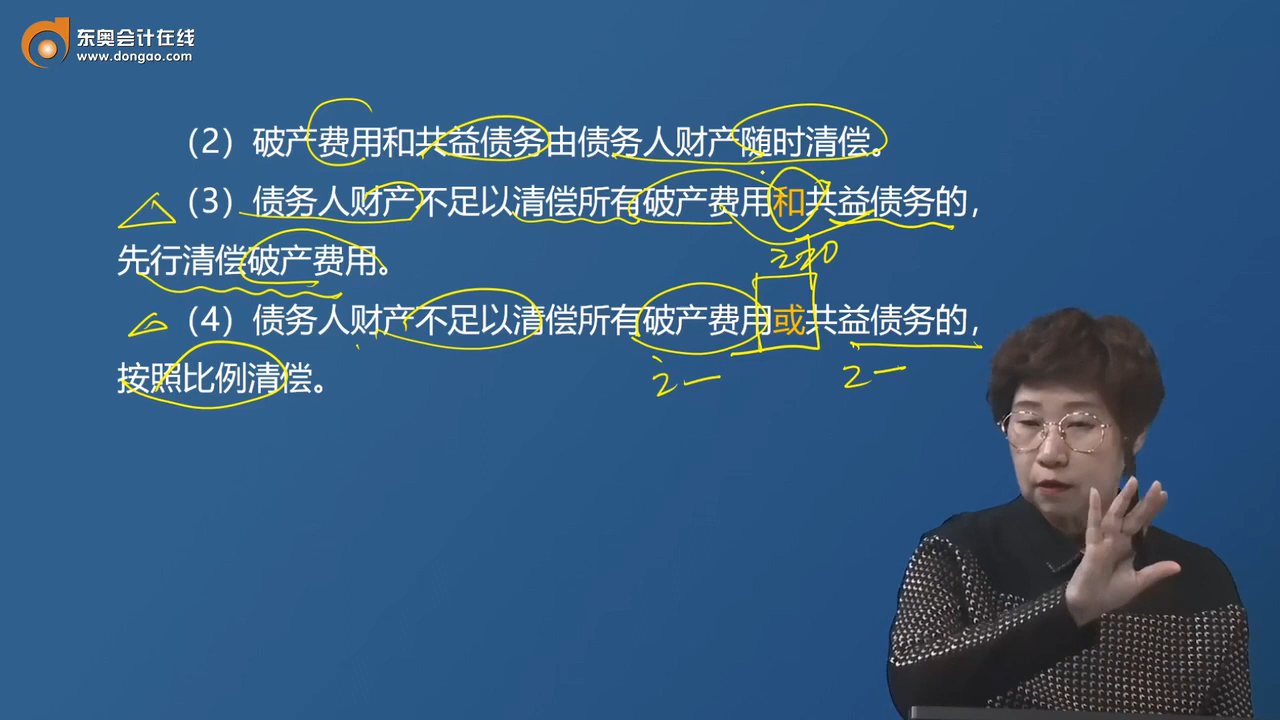 东奥会计在线
www.dongao.com
（2）破产费用和共益债务由债务人财产随时清偿。
（3）债务人财产不足以清偿所有破产费用和共益债务的，
先行清偿破产费用。
（4）债务人财产不足以清偿所有破产费用或共益债务的，
按照比例清偿。